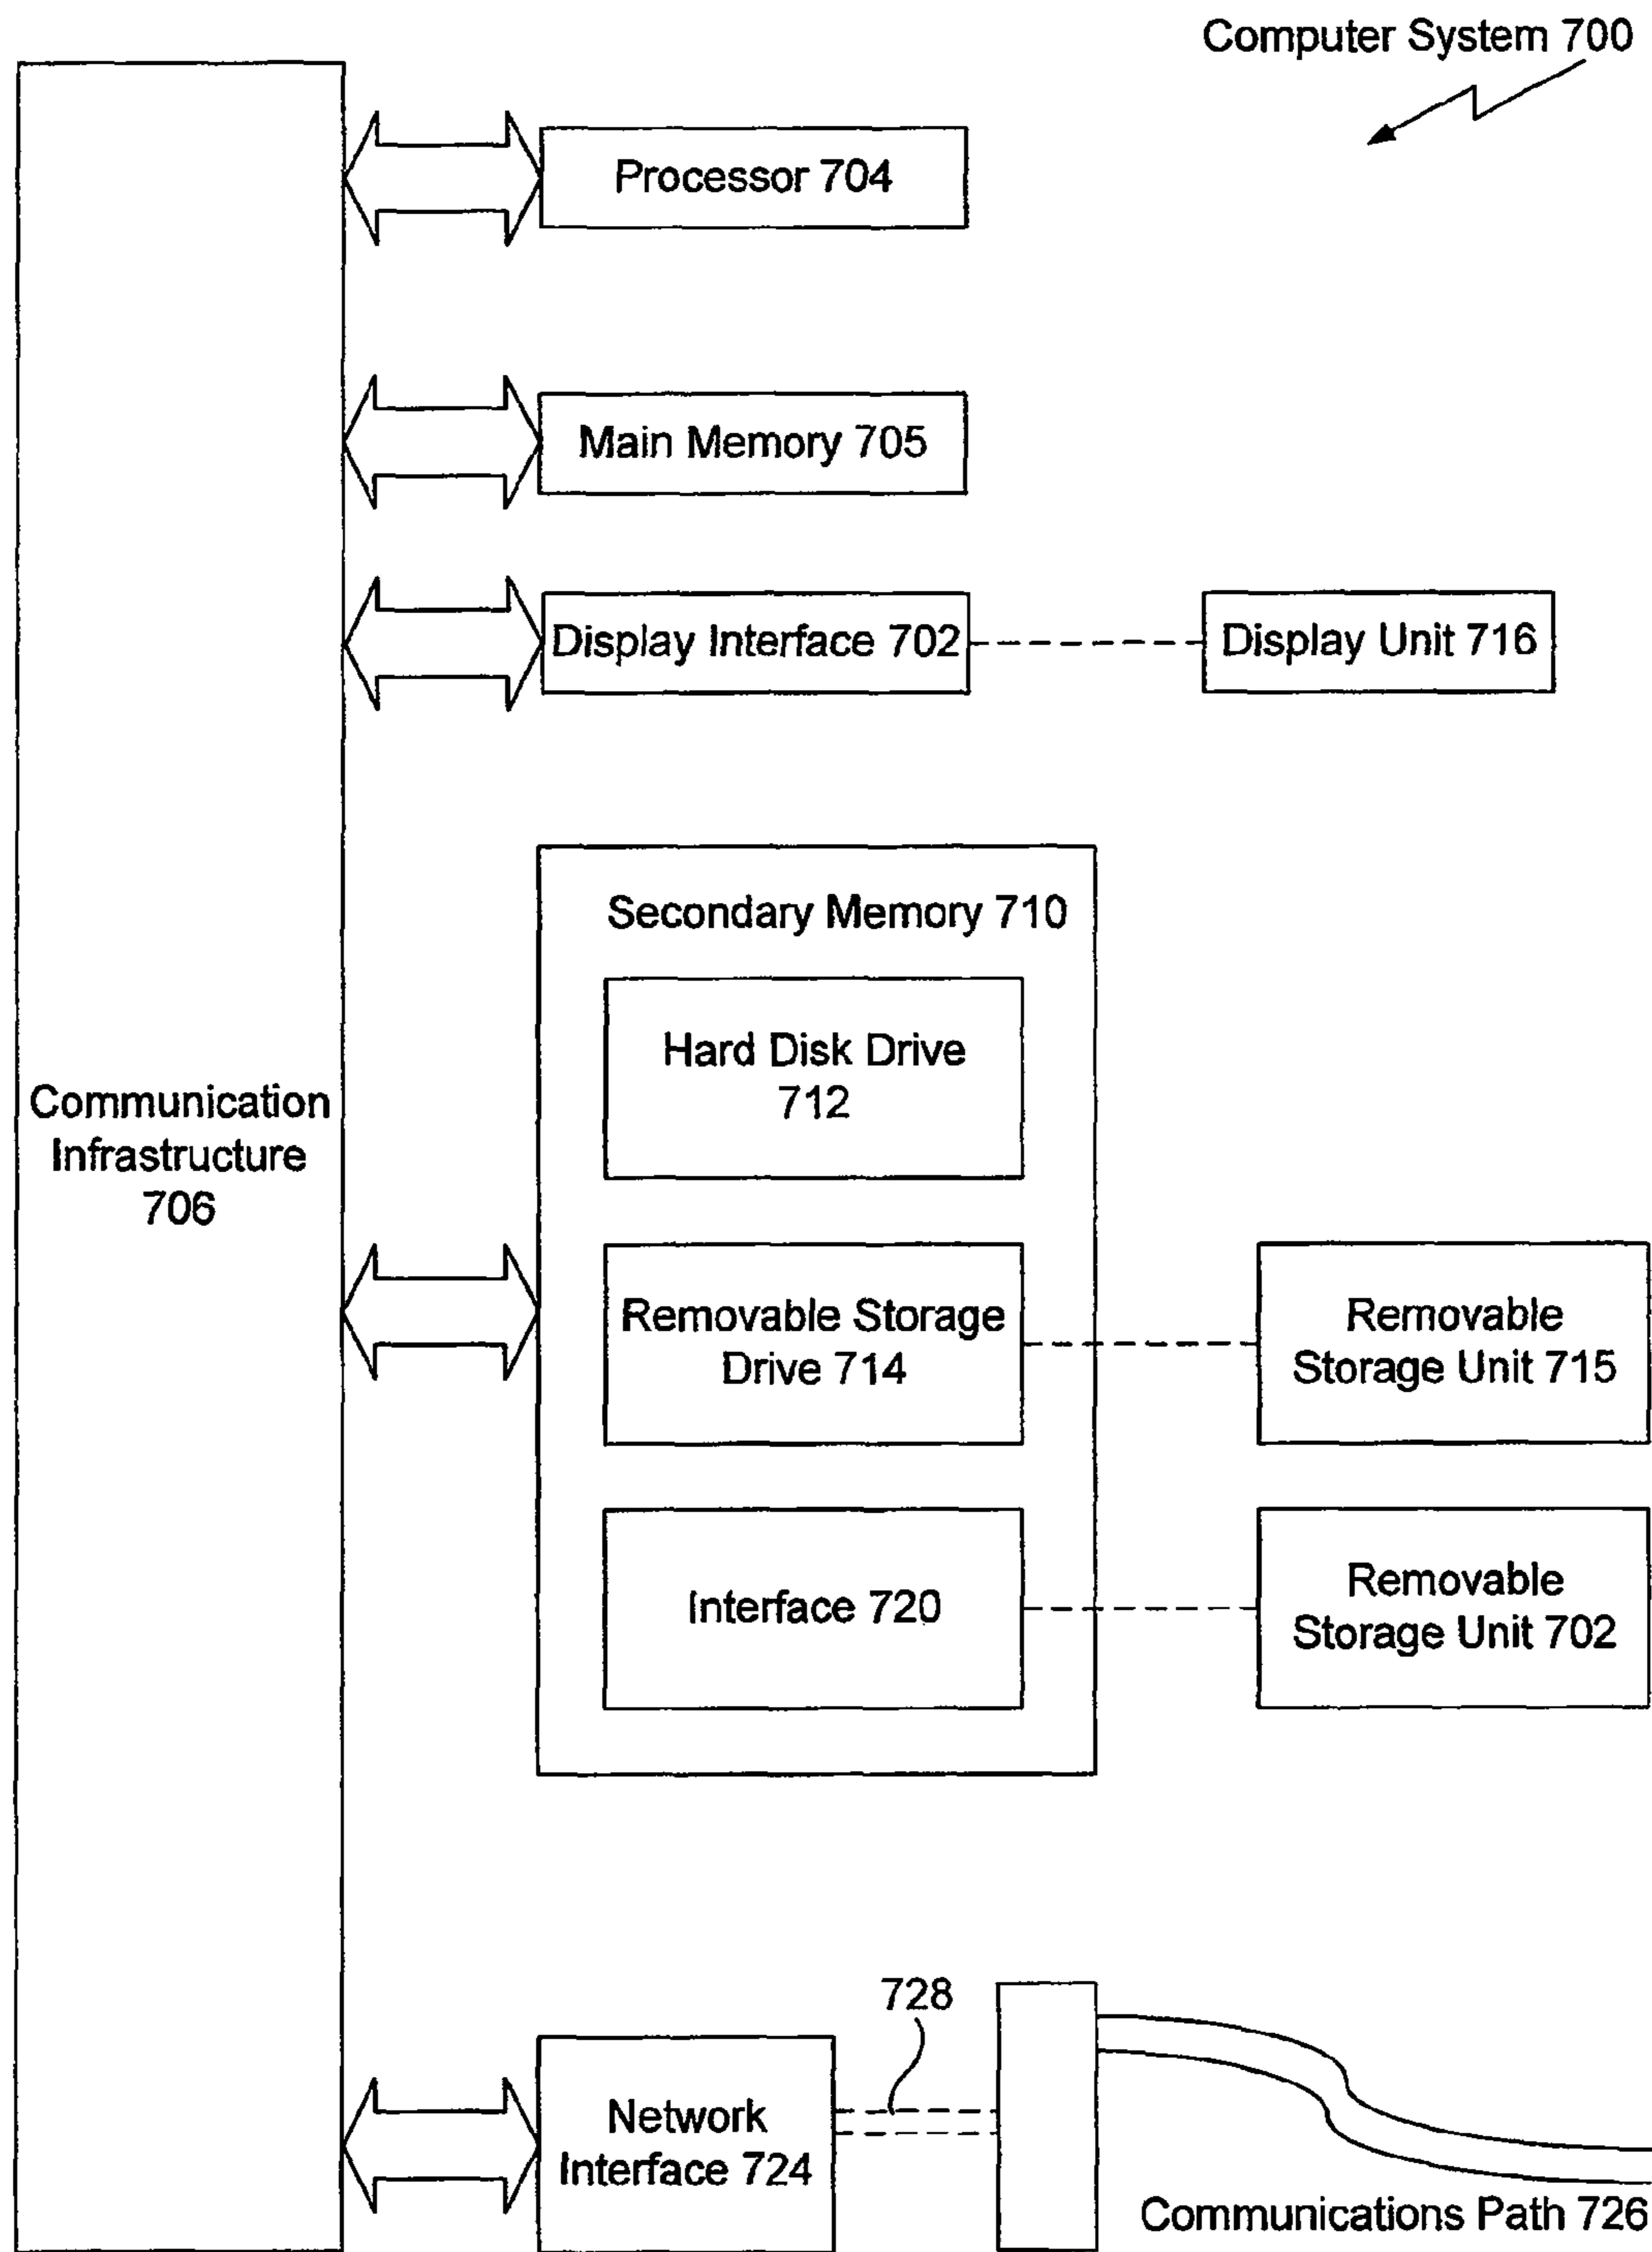 Computer System 700
Processor 704
Main Memory 705
Display Interface 702
Display Unit 716
Secondary Memory 710
Hard Disk Drive
712
Communication
Infrastructure
706
Removable Storage
Drive 714
Removable
Storage Unit 715
Interface 720
Removable
Storage Unit 702
728
Network
Interface 724
Communications Path 726